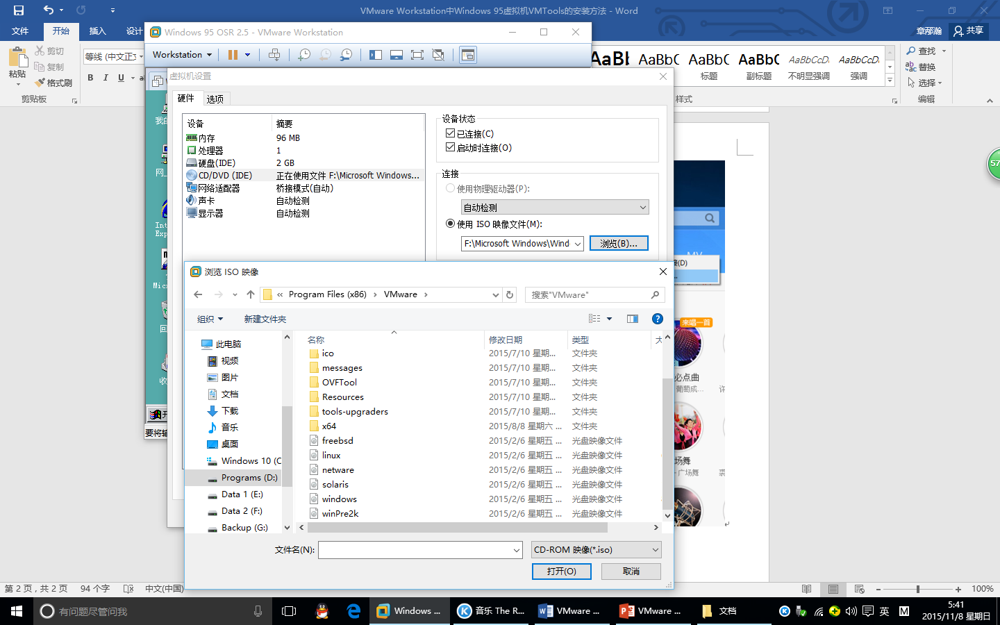 VMware Workstation中Windows 95虚拟机VMTools的安装方法 - Word
文件
开始
插入
设计
章邴瀚
共享
粘贴
剪切
复制
格式刷
剪贴板
等线 (中文正文
B I U
AaBbC
标题
AaBbC
副标题
AaBbCcDi
不明显强调
AaBbCcDi
强调
样式
查找
替换
选择
编辑
Windows 95 OSR 2.5 - VMware Workstation
Workstation
虚拟机设置
硬件
选项
设备
摘要
内存
96 MB
处理器
1
硬盘(IDE)
2 GB
CD/DVD (IDE)
正在使用文件 F:\Microsoft Windows...
网络适配器
桥接模式(自动)
声卡
自动检测
显示器
自动检测
设备状态
已连接(C)
启动时连接(O)
连接
使用物理驱动器(P):
自动检测
使用 ISO 映像文件(M):
F:\Microsoft Windows\Wind
浏览(B)...
浏览 ISO 映像
« Program Files (x86) › VMware ›
搜索"VMware"
组织
新建文件夹
此电脑
视频
图片
文档
下载
音乐
桌面
Windows 10 (C
Programs (D:)
Data 1 (E:)
Data 2 (F:)
Backup (G:)
名称
修改日期
类型
ico
2015/7/10 星期...
文件夹
messages
2015/7/10 星期...
文件夹
OVFTool
2015/7/10 星期...
文件夹
Resources
2015/7/10 星期...
文件夹
tools-upgraders
2015/7/10 星期...
文件夹
x64
2015/8/8 星期六 ...
文件夹
freebsd
2015/2/6 星期五 ...
光盘映像文件
linux
2015/2/6 星期五 ...
光盘映像文件
netware
2015/2/6 星期五 ...
光盘映像文件
solaris
2015/2/6 星期五 ...
光盘映像文件
windows
2015/2/6 星期五 ...
光盘映像文件
winPre2k
2015/2/6 星期五 ...
光盘映像文件
文件名(N):
CD-ROM 映像(*.iso)
打开(O)
取消
57
来唱一首
必点曲
葡萄成...
场舞
广场舞
第 2 页，共 2 页
94 个字
中文(中国)
100%
有问题尽管问我
Windows ...
音乐 The R...
VMware ...
VMware ...
文档
英
M
5:41
2015/11/8 星期日